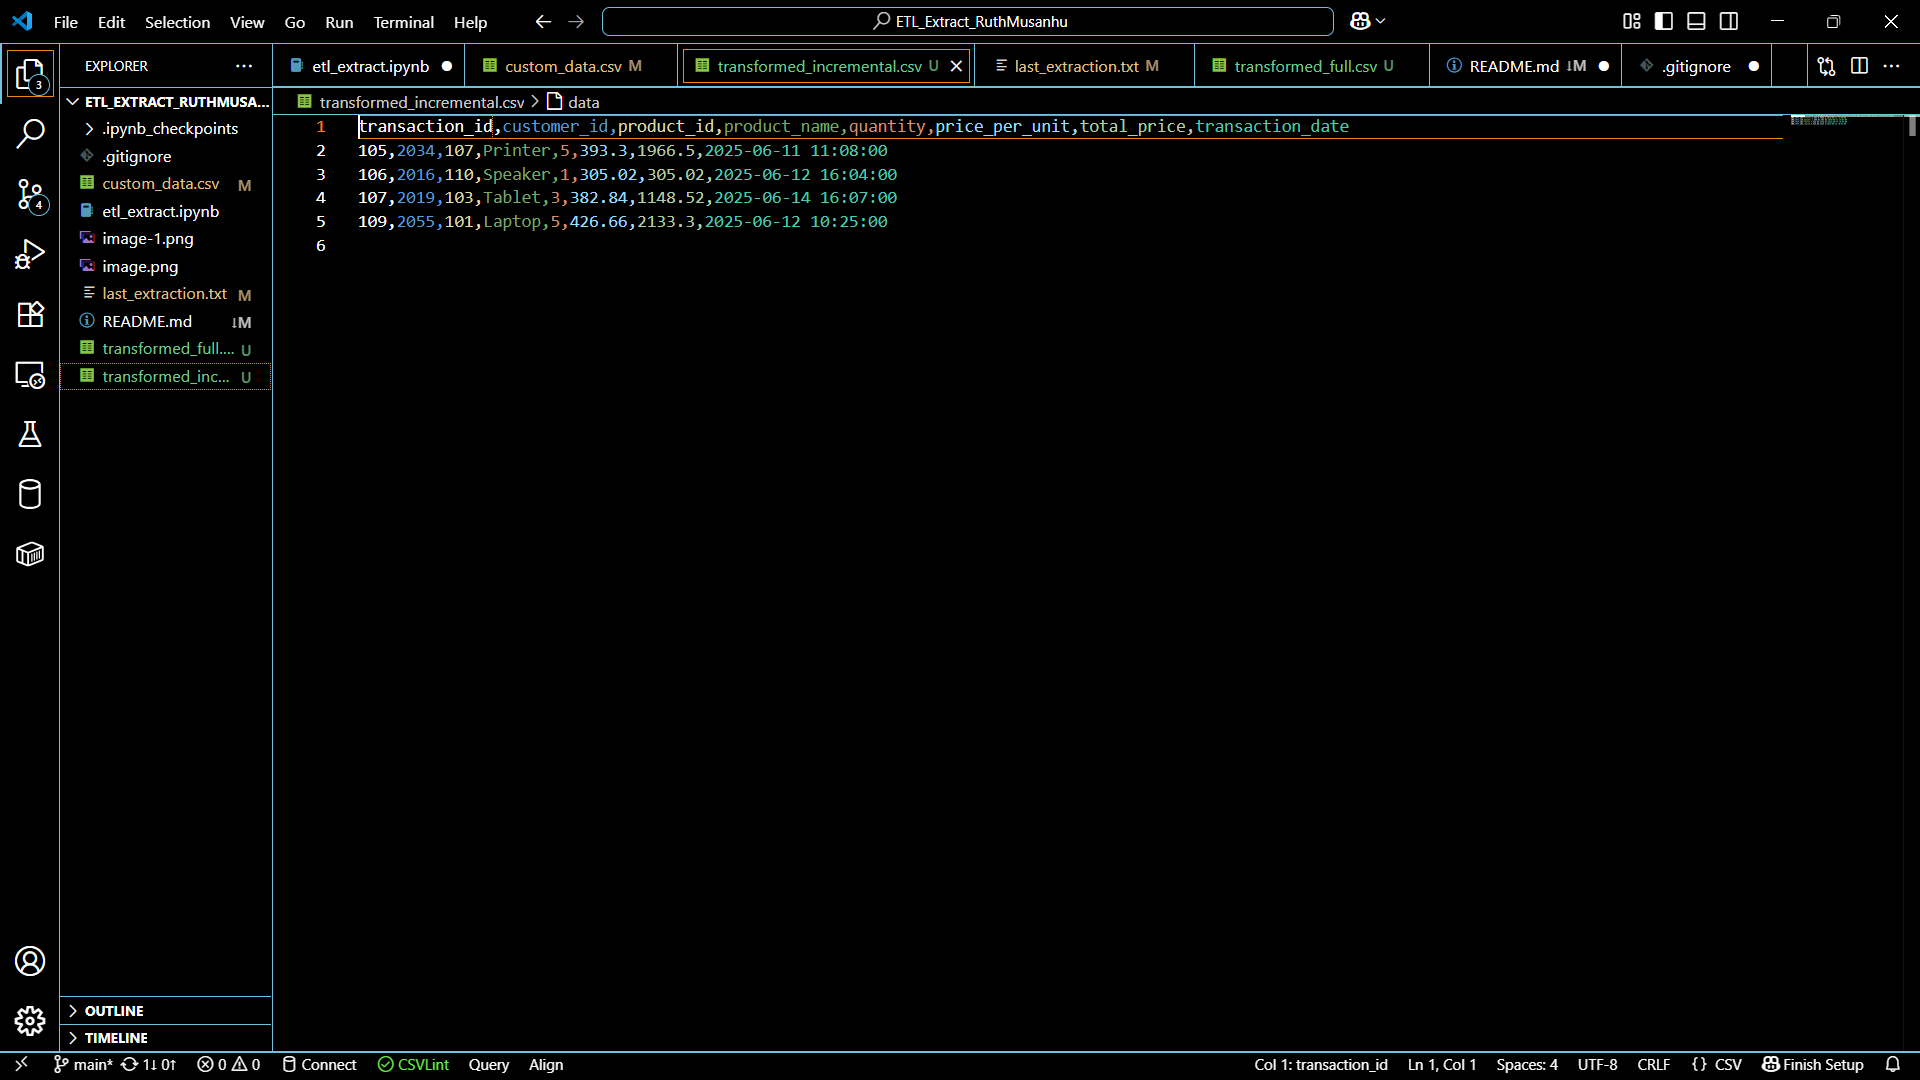 File Edit Selection View Go Run Terminal Help
ETL_Extract_RuthMusanhu
EXPLORER
etl_extract.ipynb
custom_data.csv M
transformed_incremental.csv U
last_extraction.txt M
transformed_full.csv U
README.md ↓M
.gitignore
3
4
ETL_EXTRACT_RUTHMUSA...
.ipynb_checkpoints
.gitignore
custom_data.csv M
etl_extract.ipynb
image-1.png
image.png
last_extraction.txt M
README.md ↓M
transformed_full.... U
transformed_inc... U
OUTLINE
TIMELINE
transformed_incremental.csv > data
1 transaction_id,customer_id,product_id,product_name,quantity,price_per_unit,total_price,transaction_date
2 105,2034,107,Printer,5,393.3,1966.5,2025-06-11 11:08:00
3 106,2016,110,Speaker,1,305.02,305.02,2025-06-12 16:04:00
4 107,2019,103,Tablet,3,382.84,1148.52,2025-06-14 16:07:00
5 109,2055,101,Laptop,5,426.66,2133.3,2025-06-12 10:25:00
6
main* 1↓ 0↑ 0 0 Connect CSVLint Query Align Col 1: transaction_id Ln 1, Col 1 Spaces: 4 UTF-8 CRLF {} CSV Finish Setup